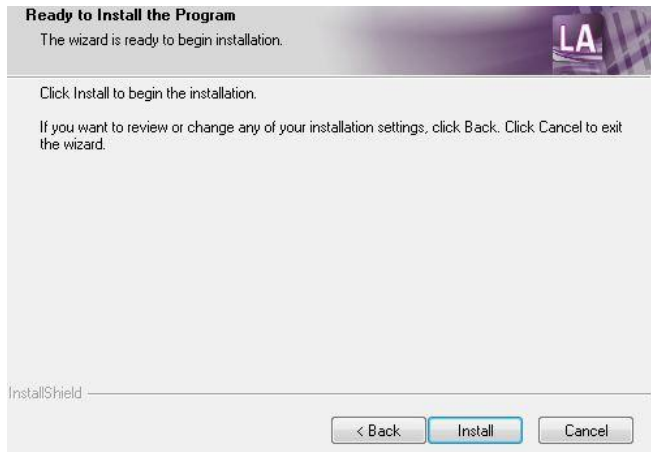 Ready to Install the Program
The wizard is ready to begin installation.
LA
Click Install to begin the installation.
If you want to review or change any of your installation settings, click Back. Click Cancel to exit
the wizard.
InstallShield
< Back
Install
Cancel